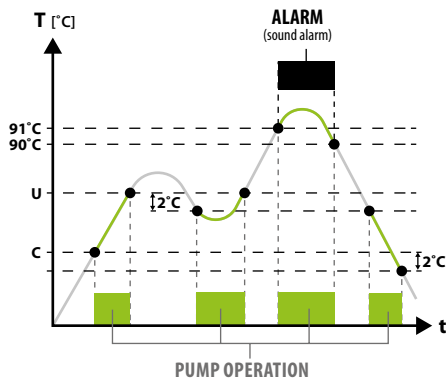 ALARM
(sound alarm)
T [˚C]
91˚C
90˚C
U
2˚C
C
2˚C
t
PUMP OPERATION